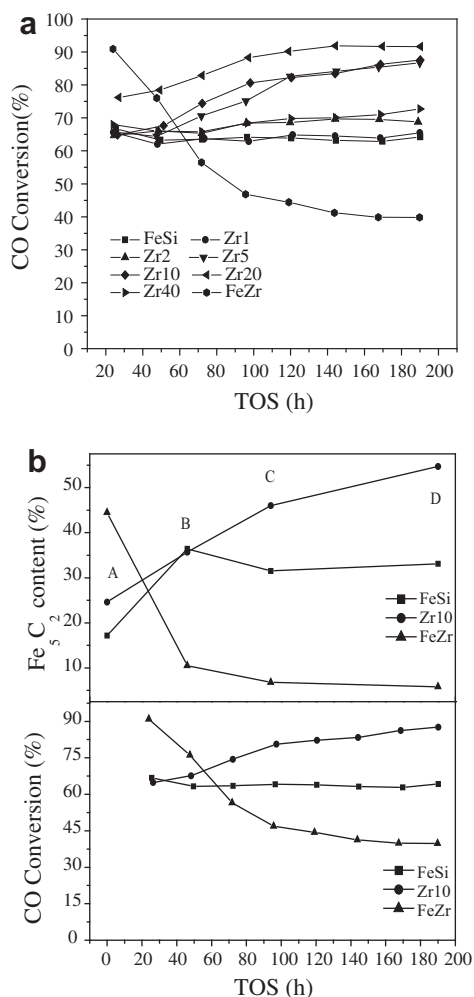 a
CO Conversion(%)
100
90
80
70
60
50
40
30
20
10
0
FeSi Zr1
Zr2 Zr5
Zr10 Zr20
Zr40 FeZr
20 40 60 80 100 120 140 160 180 200
TOS (h)
b
Fe5C2 content (%)
50
40
30
20
10
A B C D
FeSi
Zr10
FeZr
CO Conversion (%)
90
75
60
45
30
15
0
FeSi
Zr10
FeZr
0 20 40 60 80 100 120 140 160 180 200
TOS (h)